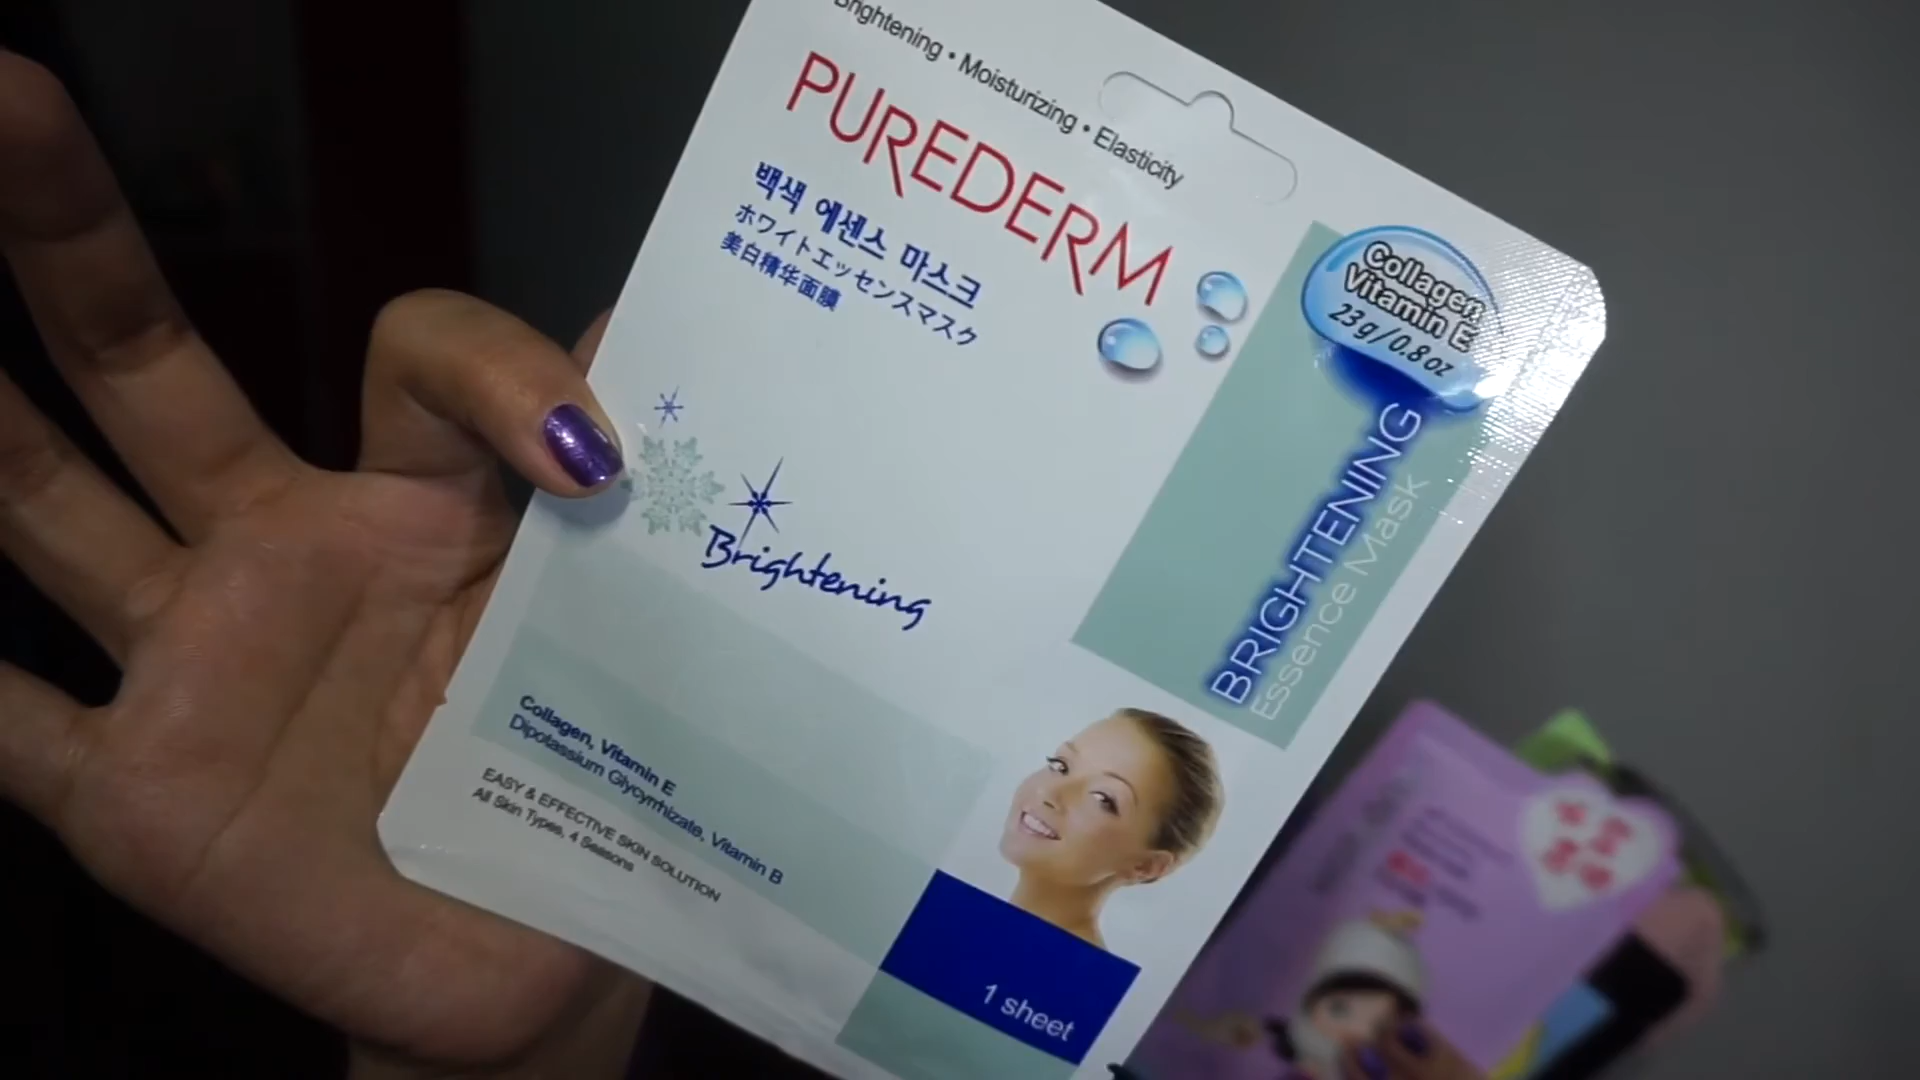 Brightening • Moisturizing • Elasticity
PUREDERM
백색 에센스 마스크
ホワイトエッセンスマスク
美白精华面膜
Collagen
Vitamin E
23g/0.8oz
BRIGHTENING
Essence Mask
Brightening
Collagen, Vitamin E
Dipotassium Glycyrrhizate, Vitamin B
EASY & EFFECTIVE SKIN SOLUTION
All Skin Types, 4 Seasons
1 sheet